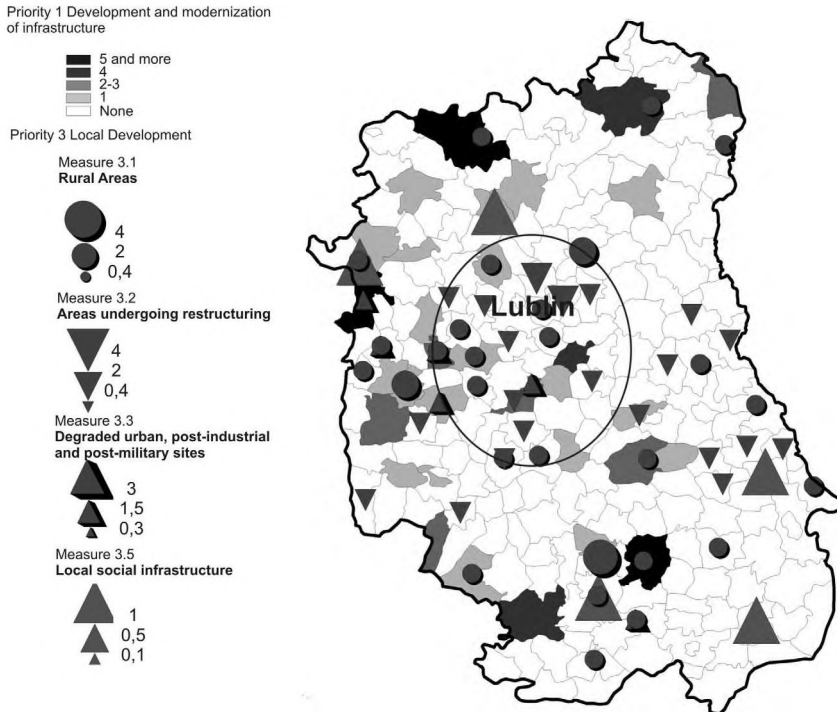 Priority 1 Development and modernization
of infrastructure
5 and more
4
2-3
1
None
Priority 3 Local Development
Measure 3.1
Rural Areas
4
2
0,4
Measure 3.2
Areas undergoing restructuring
4
2
0,4
Measure 3.3
Degraded urban, post-industrial
and post-military sites
3
1,5
0,3
Measure 3.5
Local social infrastructure
1
0,5
0,1
Lublin